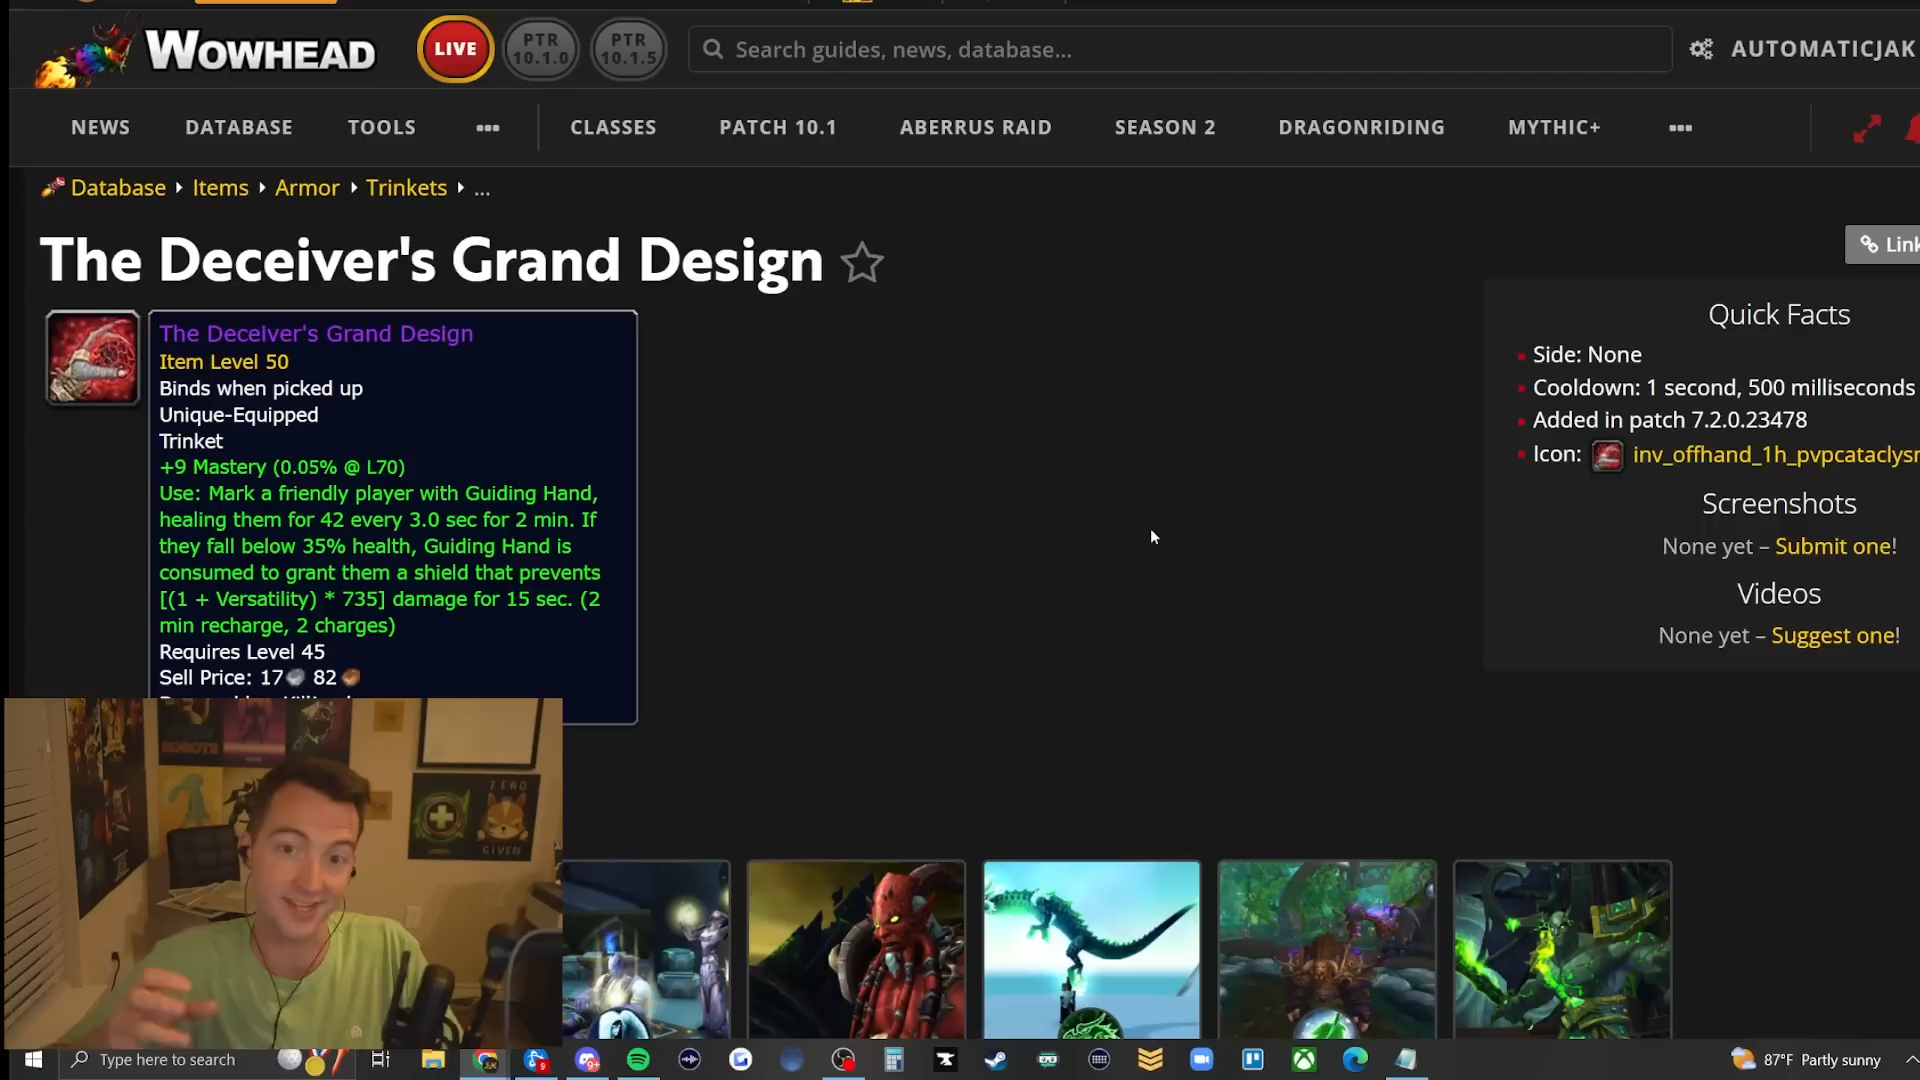 WOWHEAD
LIVE
PTR
10.1.0
PTR
10.1.5
Search guides, news, database...
AUTOMATICJAK
NEWS
DATABASE
TOOLS
CLASSES
PATCH 10.1
ABERRUS RAID
SEASON 2
DRAGONRIDING
MYTHIC+
Database
Items
Armor
Trinkets
...
The Deceiver's Grand Design
Link
The Deceiver's Grand Design
Item Level 50
Binds when picked up
Unique-Equipped
Trinket
+9 Mastery (0.05% @ L70)
Use: Mark a friendly player with Guiding Hand,
healing them for 42 every 3.0 sec for 2 min. If
they fall below 35% health, Guiding Hand is
consumed to grant them a shield that prevents
[(1 + Versatility) * 735] damage for 15 sec. (2
min recharge, 2 charges)
Requires Level 45
Sell Price: 17 82
Quick Facts
Side: None
Cooldown: 1 second, 500 milliseconds
Added in patch 7.2.0.23478
Icon: inv_offhand_1h_pvpcataclysm
Screenshots
None yet – Submit one!
Videos
None yet – Suggest one!
ROBOTS
ZERO
GIVEN
Type here to search
9+
9
87°F Partly sunny